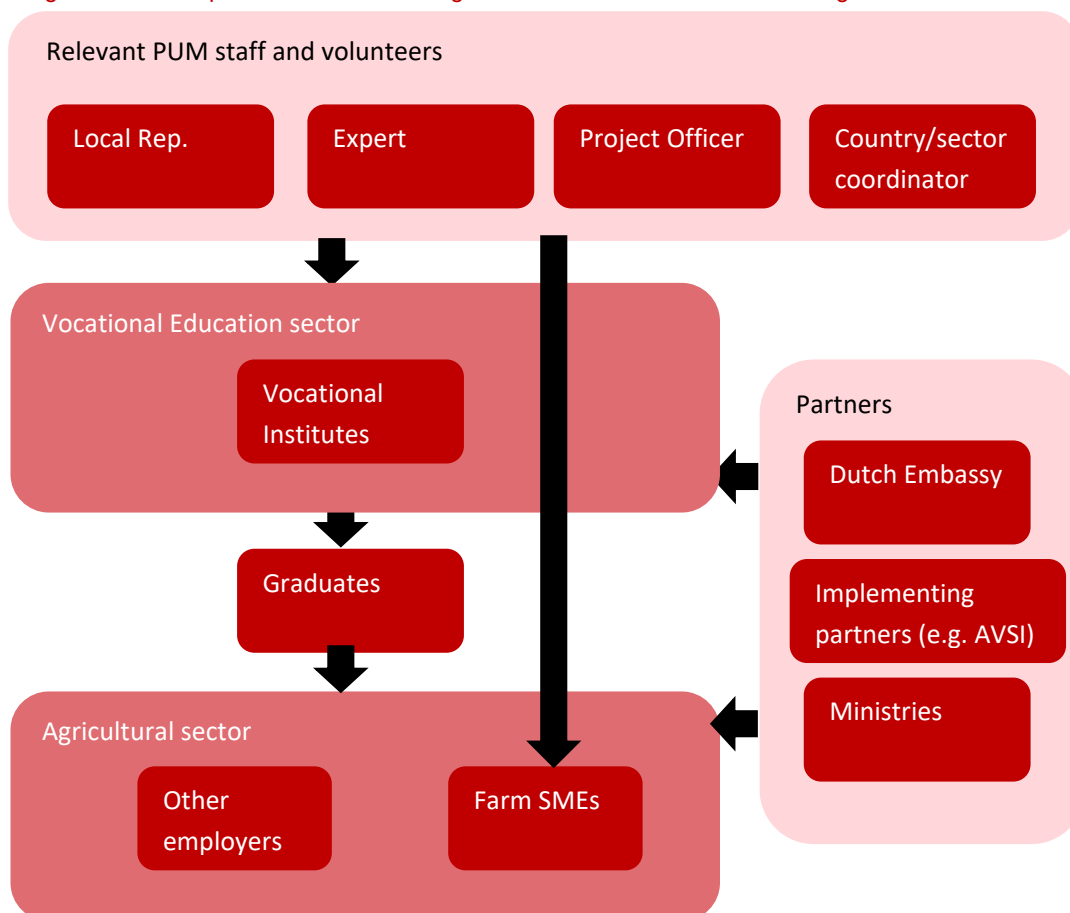 Relevant PUM staff and volunteers
Local Rep.
Expert
Project Officer
Country/sector
coordinator
Vocational Education sector
Vocational
Institutes
Partners
Dutch Embassy
Graduates
Implementing
partners (e.g. AVSI)
Ministries
Agricultural sector
Other
employers
Farm SMEs